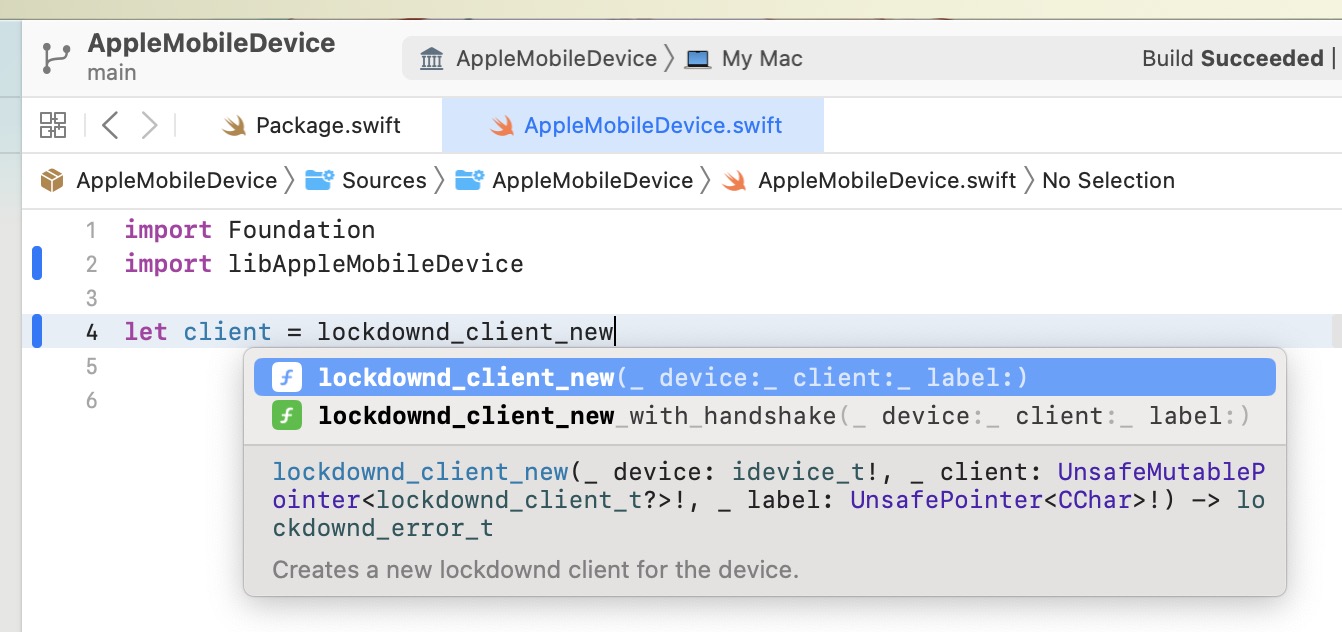 AppleMobileDevice
main
AppleMobileDevice 〉 My Mac
Build Succeeded |
Package.swift
AppleMobileDevice.swift
AppleMobileDevice 〉 Sources 〉 AppleMobileDevice 〉 AppleMobileDevice.swift 〉 No Selection
1 import Foundation
2 import libAppleMobileDevice
3
4 let client = lockdownd_client_new
5
6
f lockdownd_client_new(_ device:_ client:_ label:)
f lockdownd_client_new_with_handshake(_ device:_ client:_ label:)
lockdownd_client_new(_ device: idevice_t!, _ client: UnsafeMutableP
ointer<lockdownd_client_t?>!, _ label: UnsafePointer<CChar>!) -> lo
ckdownd_error_t
Creates a new lockdownd client for the device.